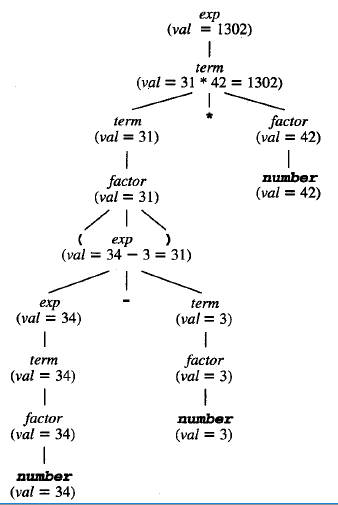 exp
(val = 1302)
term
(val = 31 * 42 = 1302)
term * factor
(val = 31) (val = 42)
factor number
(val = 31) (val = 42)
( exp )
(val = 34 − 3 = 31)
exp - term
(val = 34) (val = 3)
term factor
(val = 34) (val = 3)
factor number
(val = 34) (val = 3)
number
(val = 34)